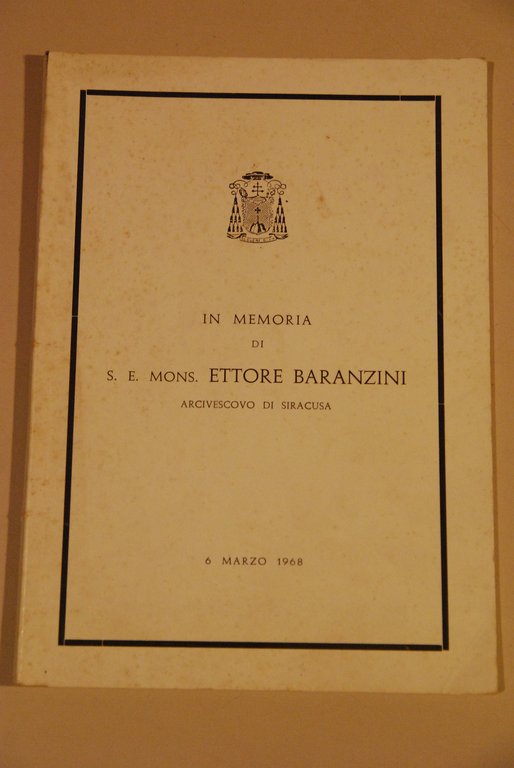 IN MEMORIA
DI
S. E. MONS. ETTORE BARANZINI
ARCIVESCOVO DI SIRACUSA
6 MARZO 1968